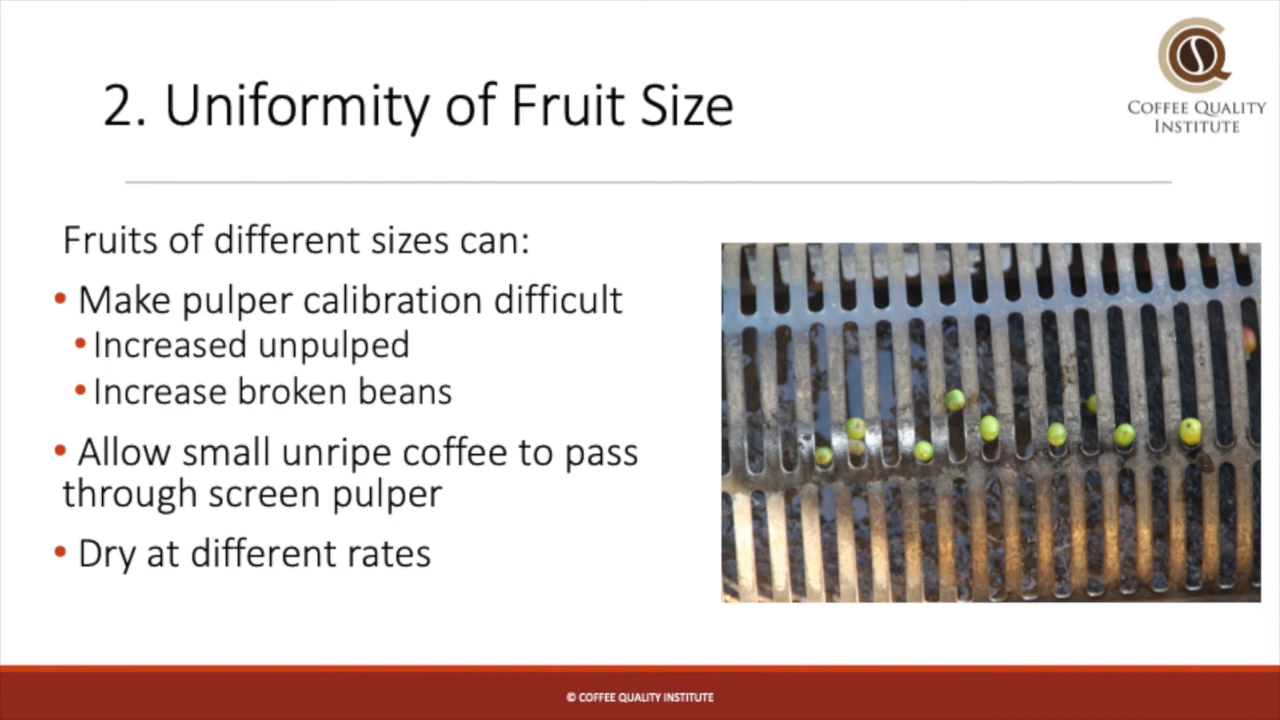 2. Uniformity of Fruit Size
COFFEE QUALITY
INSTITUTE
Fruits of different sizes can:
• Make pulper calibration difficult
• Increased unpulped
• Increase broken beans
• Allow small unripe coffee to pass
through screen pulper
• Dry at different rates
© COFFEE QUALITY INSTITUTE